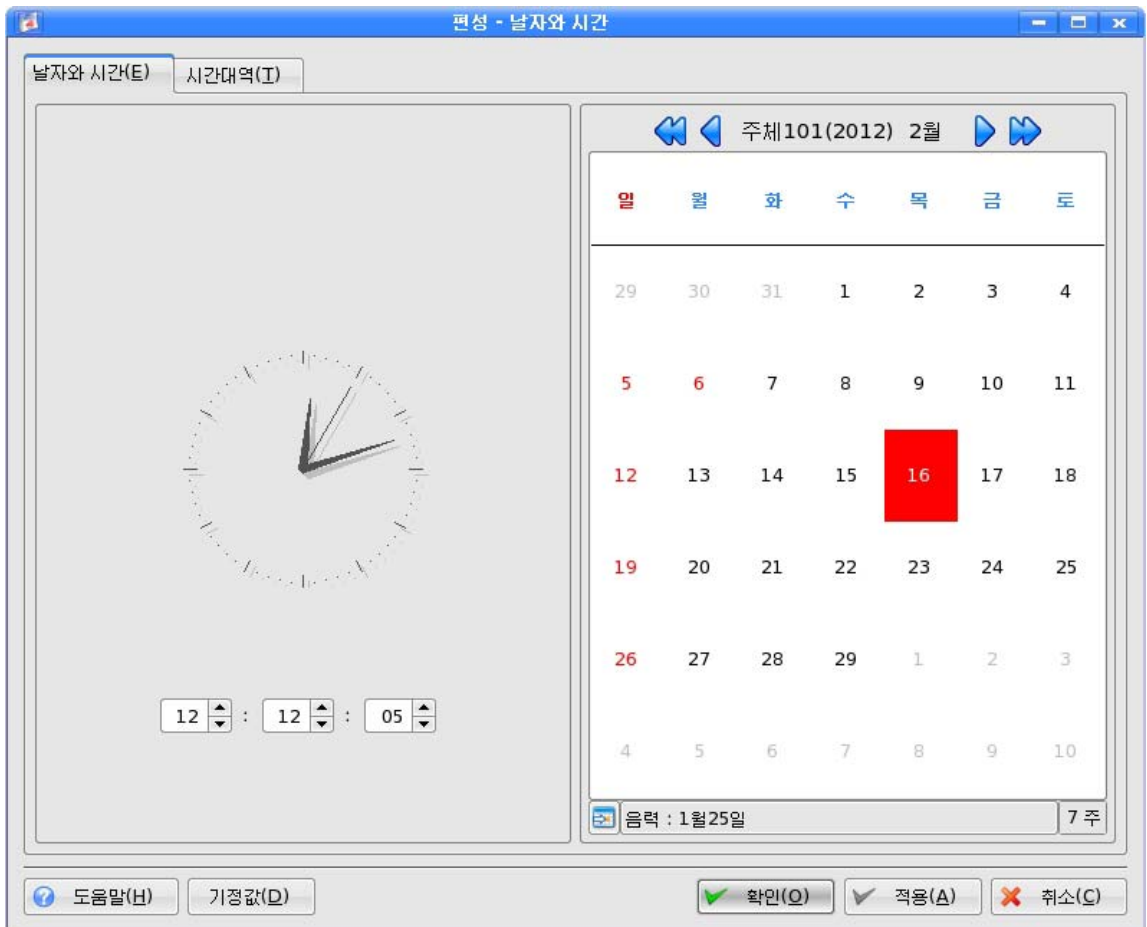 편성 - 날자와 시간
날자와 시간(E) 시간대역(T)
주체101(2012) 2월
일 월 화 수 목 금 토
29 30 31 1 2 3 4
5 6 7 8 9 10 11
12 13 14 15 16 17 18
19 20 21 22 23 24 25
26 27 28 29 1 2 3
12 : 12 : 05
4 5 6 7 8 9 10
음력 : 1월25일 7 주
도움말(H) 기정값(D) 확인(O) 적용(A) 취소(C)